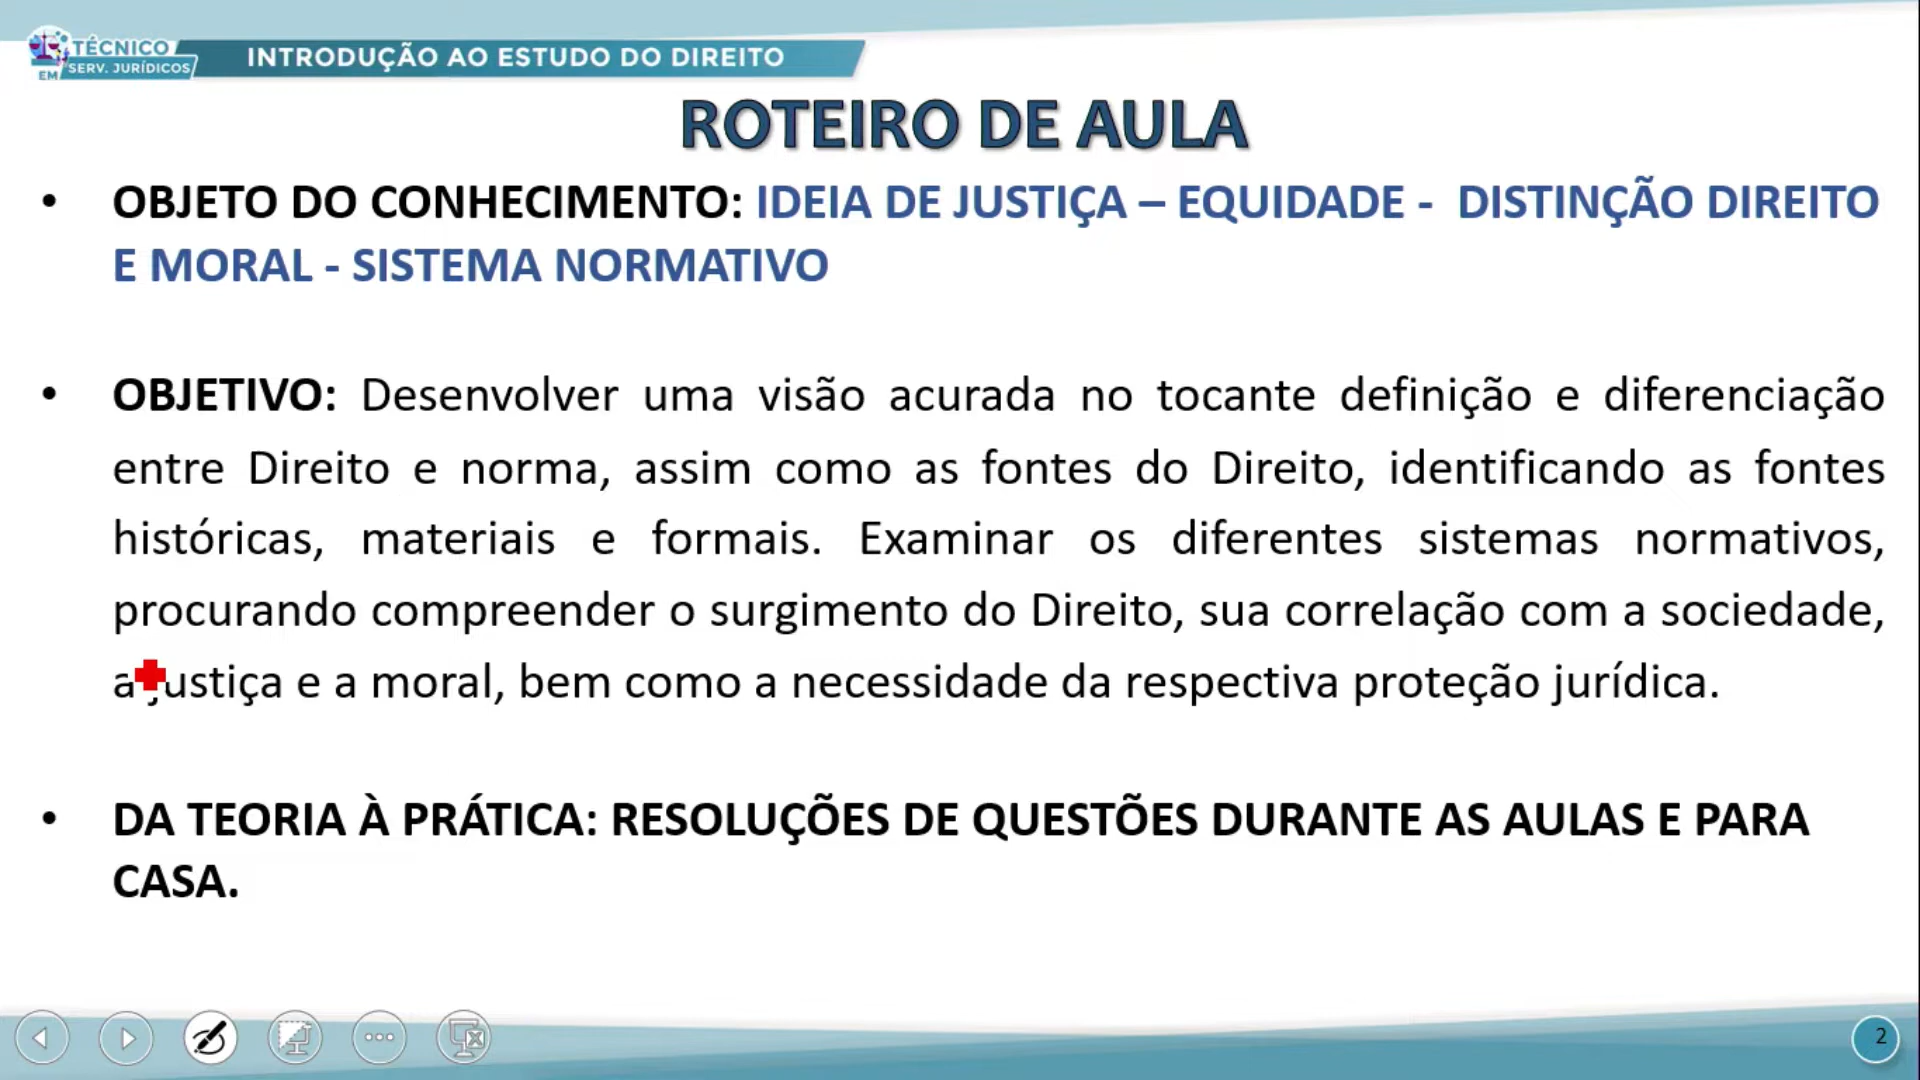 TÉCNICO
EM SERV. JURÍDICOS
INTRODUÇÃO AO ESTUDO DO DIREITO
ROTEIRO DE AULA
• OBJETO DO CONHECIMENTO: IDEIA DE JUSTIÇA – EQUIDADE - DISTINÇÃO DIREITO
E MORAL - SISTEMA NORMATIVO
• OBJETIVO: Desenvolver uma visão acurada no tocante definição e diferenciação
entre Direito e norma, assim como as fontes do Direito, identificando as fontes
históricas, materiais e formais. Examinar os diferentes sistemas normativos,
procurando compreender o surgimento do Direito, sua correlação com a sociedade,
a justiça e a moral, bem como a necessidade da respectiva proteção jurídica.
• DA TEORIA À PRÁTICA: RESOLUÇÕES DE QUESTÕES DURANTE AS AULAS E PARA
CASA.
2